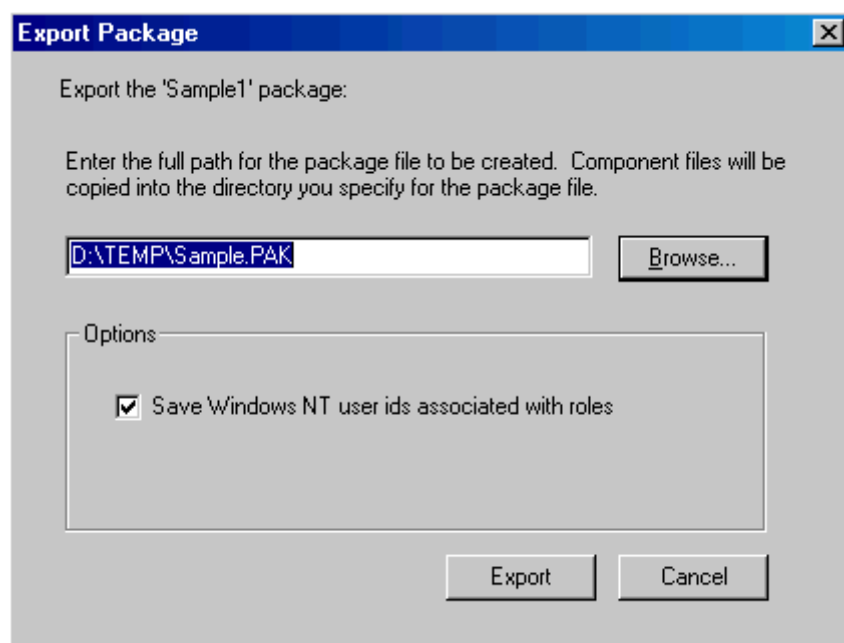 Export Package
Export the 'Sample1' package:
Enter the full path for the package file to be created.  Component files will be
copied into the directory you specify for the package file.
D:\TEMP\Sample.PAK
Browse...
Options
Save Windows NT user ids associated with roles
Export
Cancel